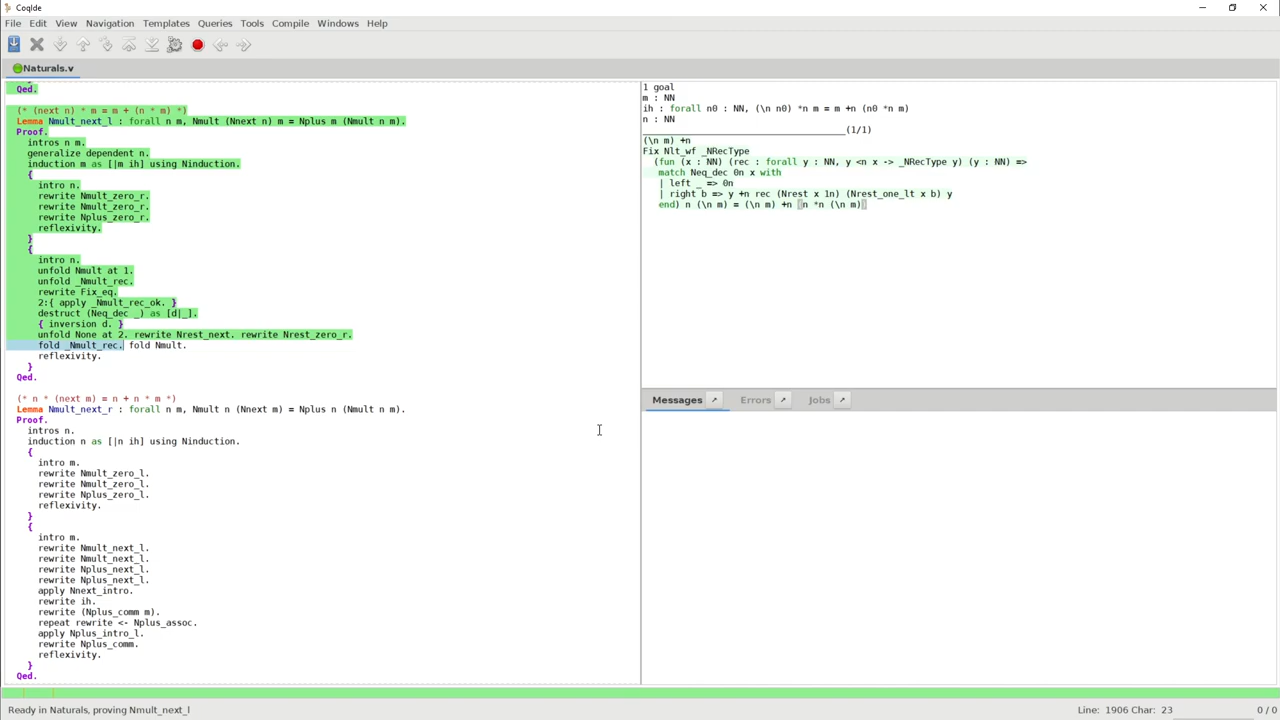 CoqIde
File Edit View Navigation Templates Queries Tools Compile Windows Help
Naturals.v
Qed.
(* (next n) * m = m + (n * m) *)
Lemma Nmult_next_l : forall n m, Nmult (Nnext n) m = Nplus m (Nmult n m).
Proof.
intros n m.
generalize dependent n.
induction m as [|m ih] using Ninduction.
{
intro n.
rewrite Nmult_zero_r.
rewrite Nmult_zero_r.
rewrite Nplus_zero_r.
reflexivity.
}
{
intro n.
unfold Nmult at 1.
unfold _Nmult_rec.
rewrite Fix_eq.
2:{ apply _Nmult_rec_ok. }
destruct (Neq_dec _) as [d|_].
{ inversion d. }
unfold None at 2. rewrite Nrest_next. rewrite Nrest_zero_r.
fold _Nmult_rec. fold Nmult.
reflexivity.
}
Qed.
(* n * (next m) = n + n * m *)
Lemma Nmult_next_r : forall n m, Nmult n (Nnext m) = Nplus n (Nmult n m).
Proof.
intros n.
induction n as [|n ih] using Ninduction.
{
intro m.
rewrite Nmult_zero_l.
rewrite Nmult_zero_l.
rewrite Nplus_zero_l.
reflexivity.
}
{
intro m.
rewrite Nmult_next_l.
rewrite Nmult_next_l.
rewrite Nplus_next_l.
rewrite Nplus_next_l.
apply Nnext_intro.
rewrite ih.
rewrite (Nplus_comm m).
repeat rewrite <- Nplus_assoc.
apply Nplus_intro_l.
rewrite Nplus_comm.
reflexivity.
}
Qed.
1 goal
m : NN
ih : forall n0 : NN, (\n n0) *n m = m +n (n0 *n m)
n : NN
(1/1)
(\n m) +n
Fix Nlt_wf _NRecType
(fun (x : NN) (rec : forall y : NN, y <n x -> _NRecType y) (y : NN) =>
match Neq_dec 0n x with
| left _ => 0n
| right b => y +n rec (Nrest x 1n) (Nrest_one_lt x b) y
end) n (\n m) = (\n m) +n (n *n (\n m))
Messages Errors Jobs
Ready in Naturals, proving Nmult_next_l Line: 1906 Char: 23 0 / 0